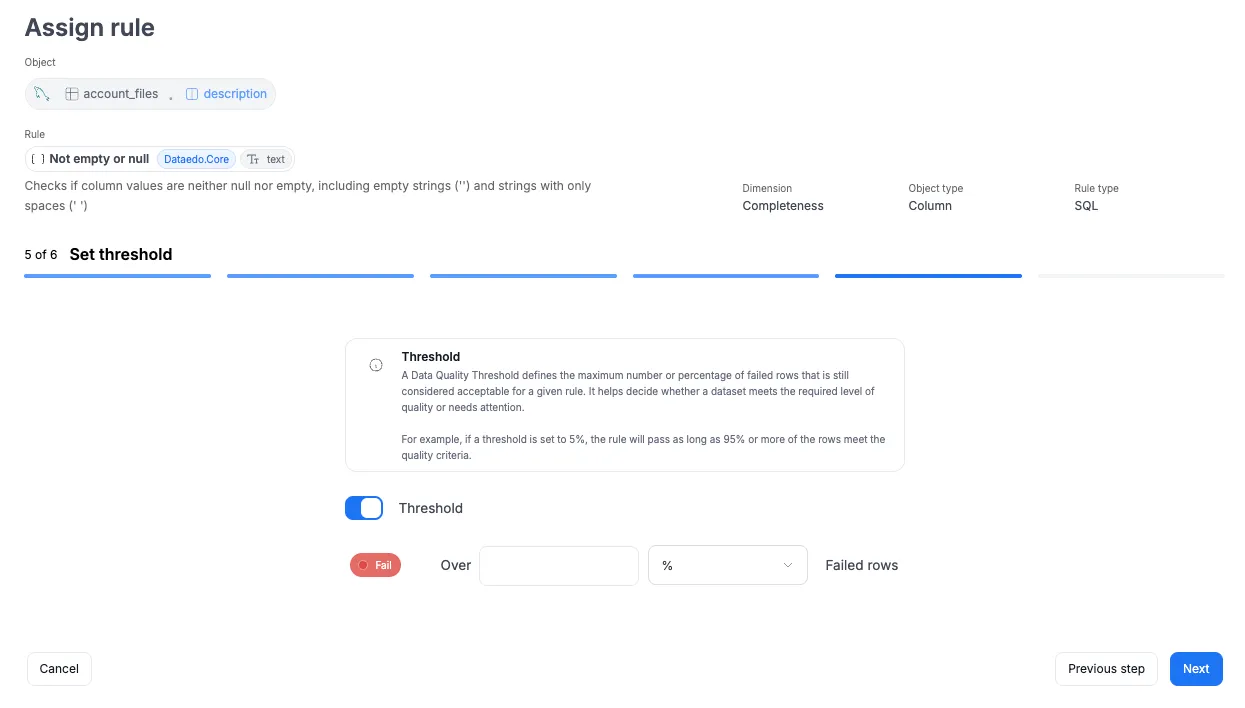 Assign rule
Object
account_files . description
Rule
{ } Not empty or null Dataedo.Core Tt text
Checks if column values are neither null nor empty, including empty strings ('') and strings with only
spaces (' ')
Dimension
Completeness
Object type
Column
Rule type
SQL
5 of 6 Set threshold
Threshold
A Data Quality Threshold defines the maximum number or percentage of failed rows that is still
considered acceptable for a given rule. It helps decide whether a dataset meets the required level of
quality or needs attention.
For example, if a threshold is set to 5%, the rule will pass as long as 95% or more of the rows meet the
quality criteria.
Threshold
Fail Over % Failed rows
Cancel Previous step Next